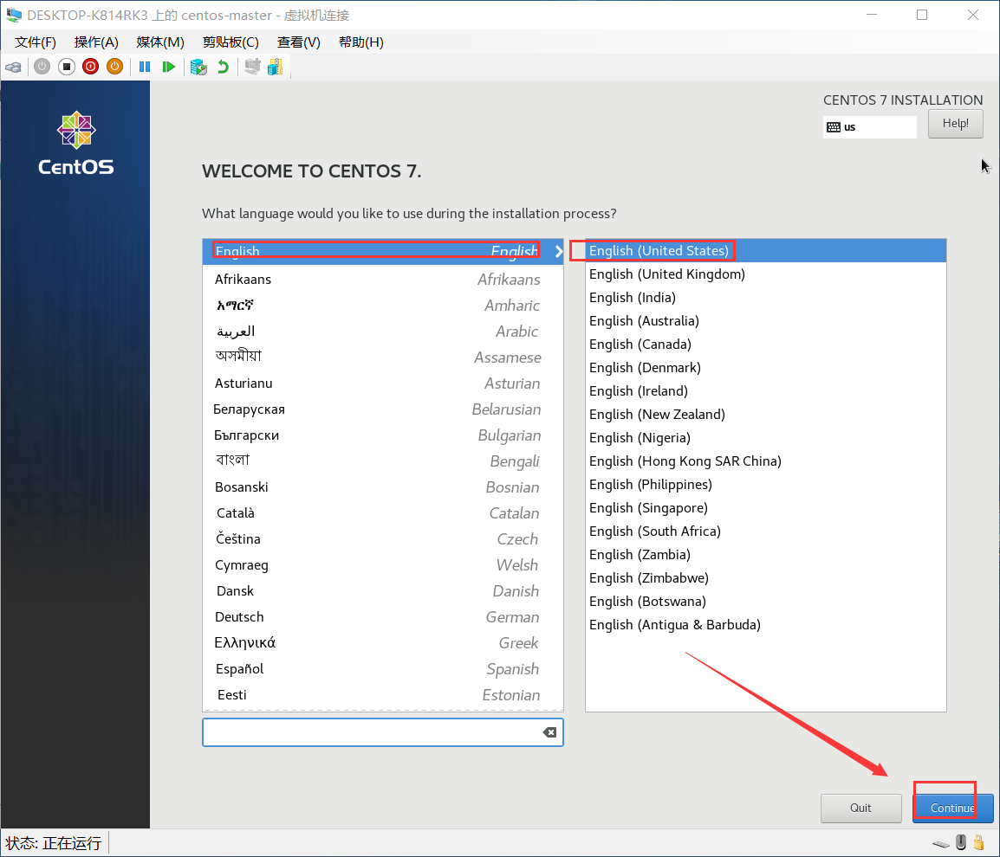 DESKTOP-K814RK3 上的 centos-master - 虚拟机连接
文件(F) 操作(A) 媒体(M) 剪贴板(C) 查看(V) 帮助(H)
CentOS
CENTOS 7 INSTALLATION
us
Help!
WELCOME TO CENTOS 7.
What language would you like to use during the installation process?
English English
Afrikaans Afrikaans
አማርኛ Amharic
العربية Arabic
অসমীয়া Assamese
Asturianu Asturian
Беларуская Belarusian
Български Bulgarian
বাংলা Bengali
Bosanski Bosnian
Català Catalan
Čeština Czech
Cymraeg Welsh
Dansk Danish
Deutsch German
Ελληνικά Greek
Español Spanish
Eesti Estonian
English (United States)
English (United Kingdom)
English (India)
English (Australia)
English (Canada)
English (Denmark)
English (Ireland)
English (New Zealand)
English (Nigeria)
English (Hong Kong SAR China)
English (Philippines)
English (Singapore)
English (South Africa)
English (Zambia)
English (Zimbabwe)
English (Botswana)
English (Antigua & Barbuda)
Quit
Continue
状态: 正在运行